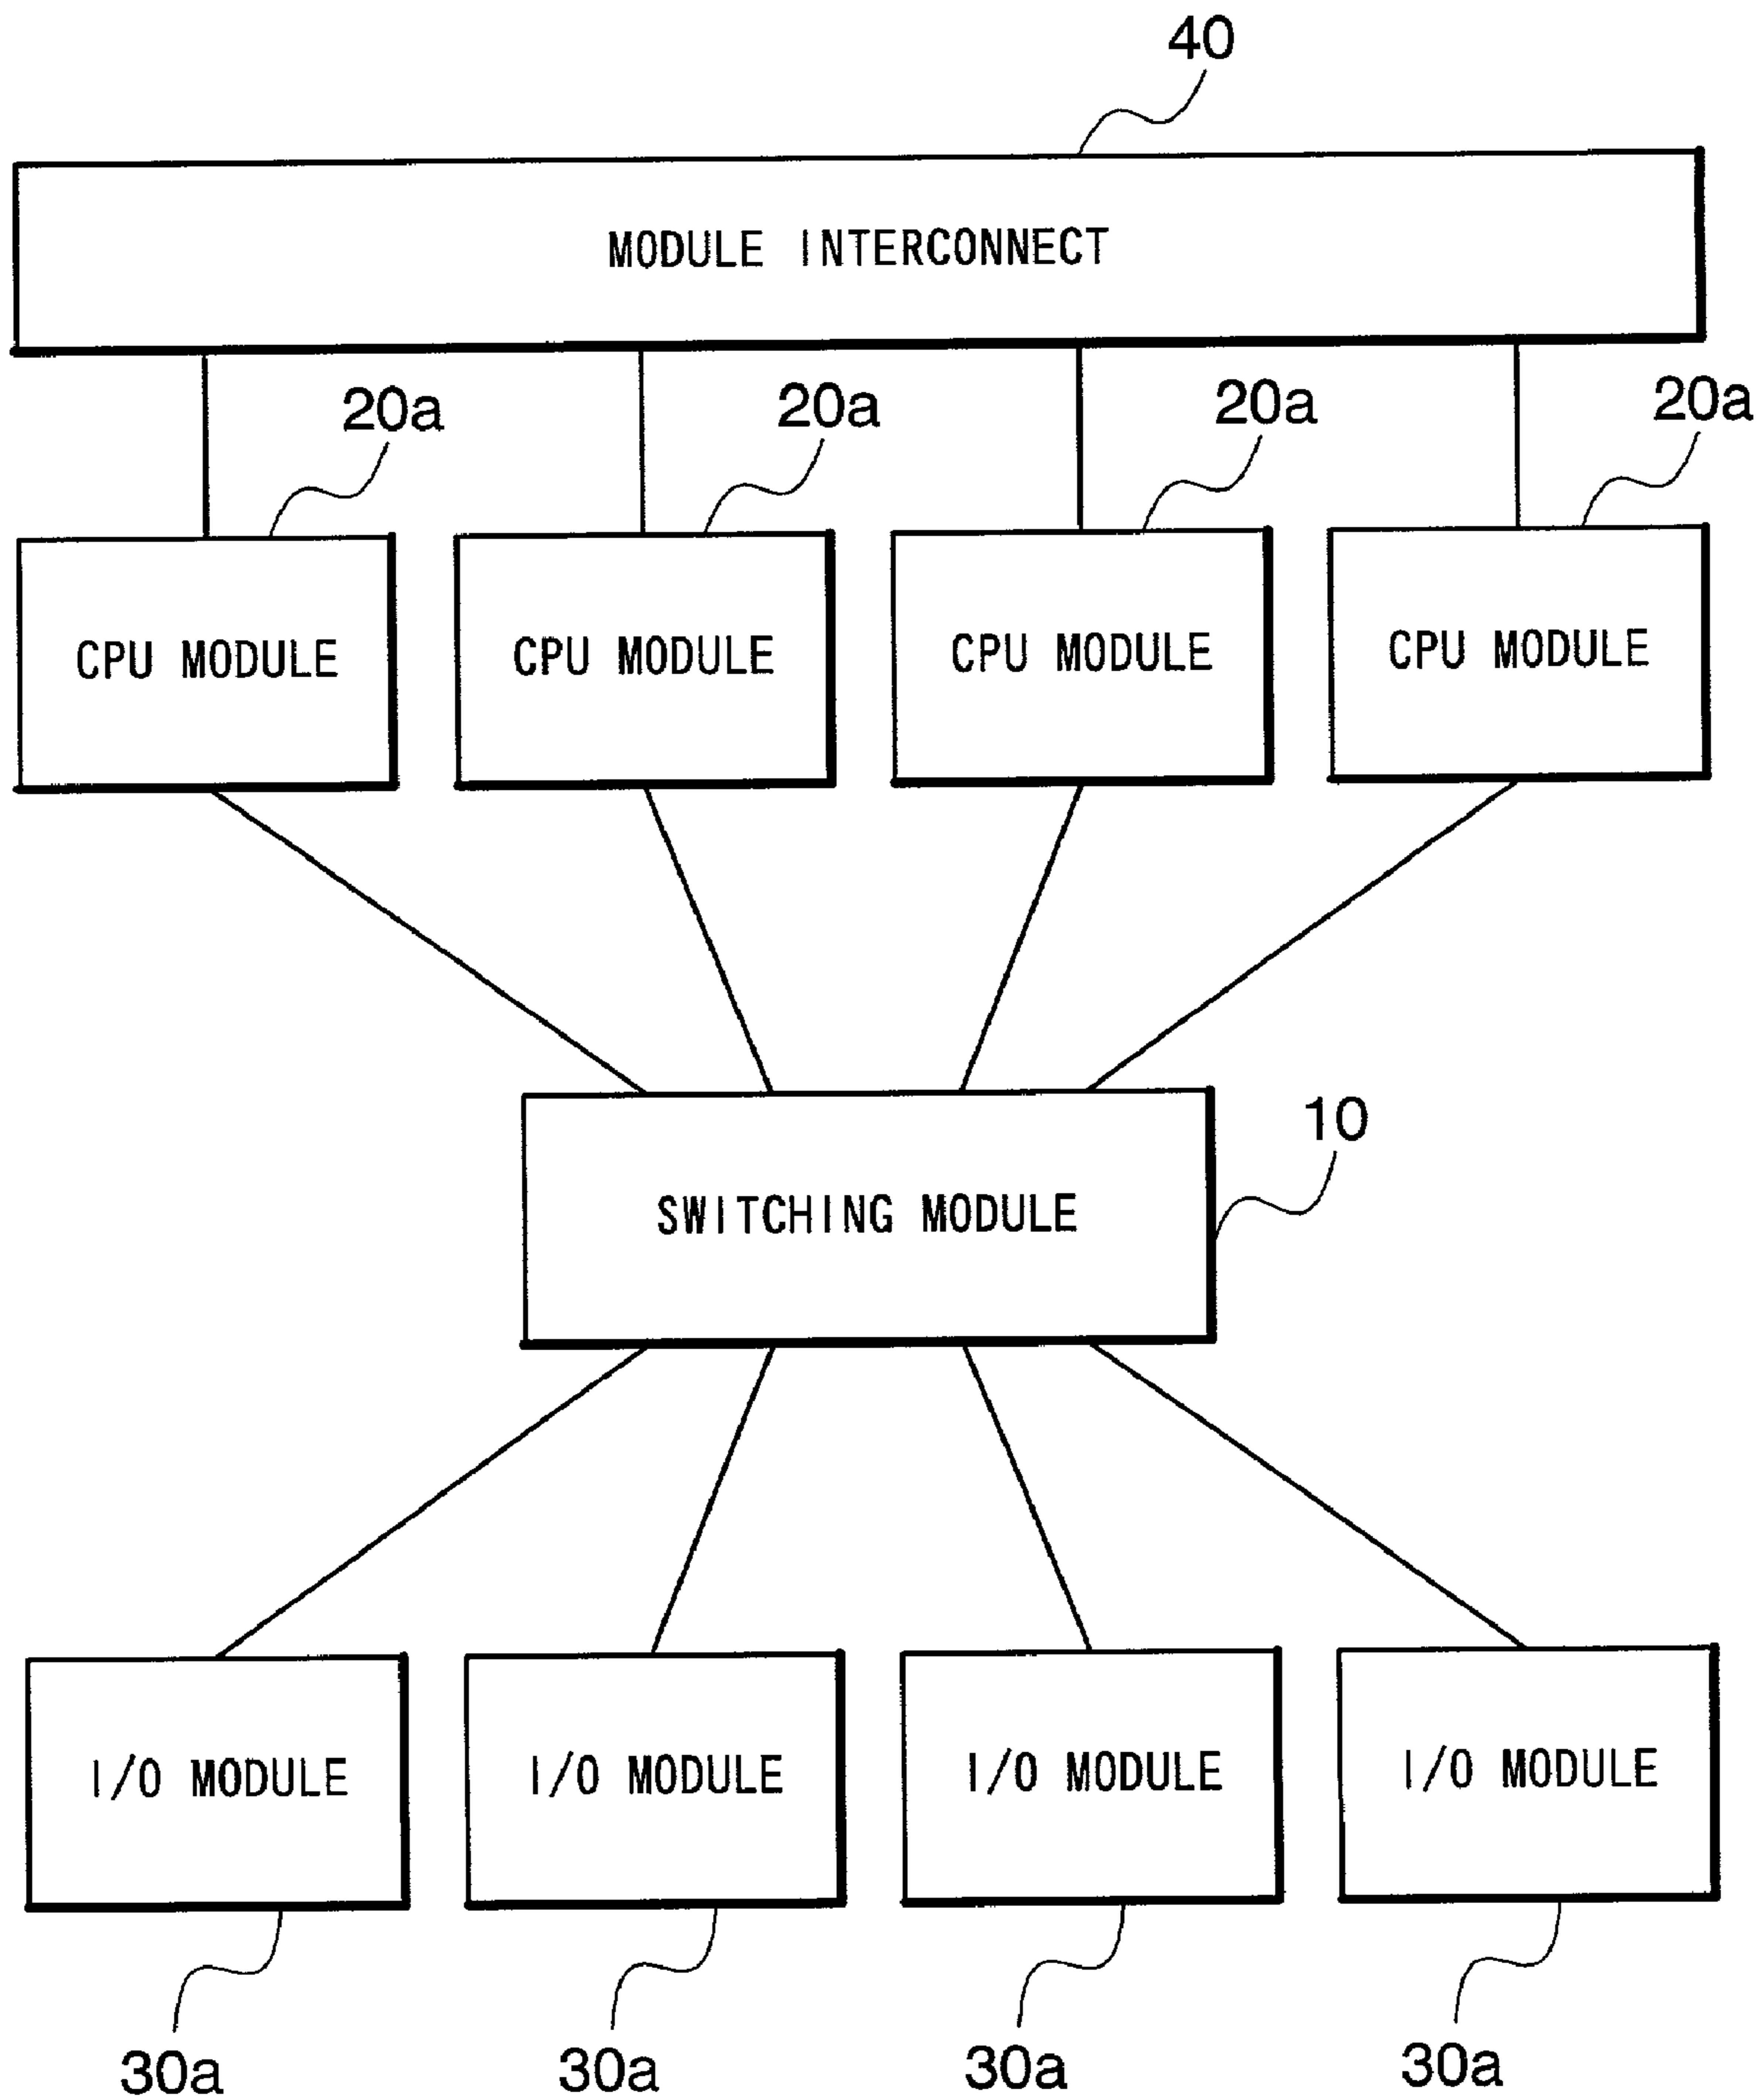 40
MODULE INTERCONNECT
20a 20a 20a 20a
CPU MODULE CPU MODULE CPU MODULE CPU MODULE
10
SWITCHING MODULE
I/O MODULE I/O MODULE I/O MODULE I/O MODULE
30a 30a 30a 30a